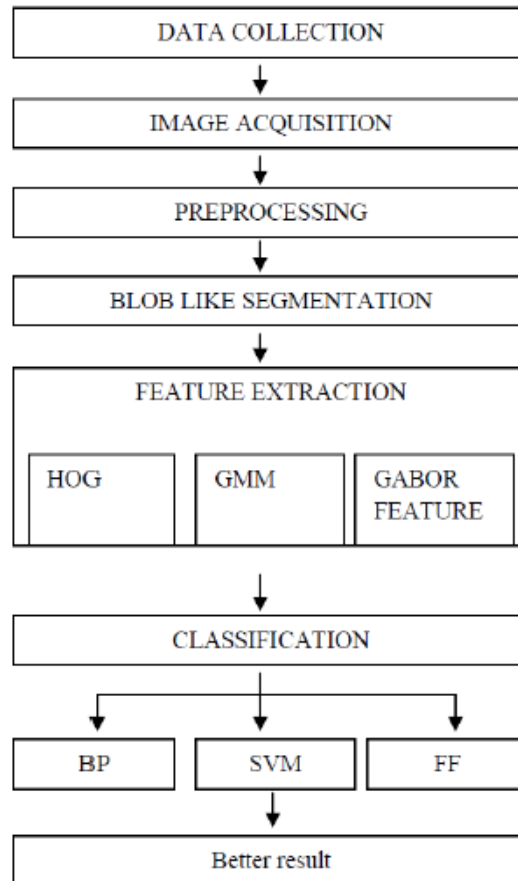 DATA COLLECTION
IMAGE ACQUISITION
PREPROCESSING
BLOB LIKE SEGMENTATION
FEATURE EXTRACTION
HOG
GMM
GABOR
FEATURE
CLASSIFICATION
BP
SVM
FF
Better result